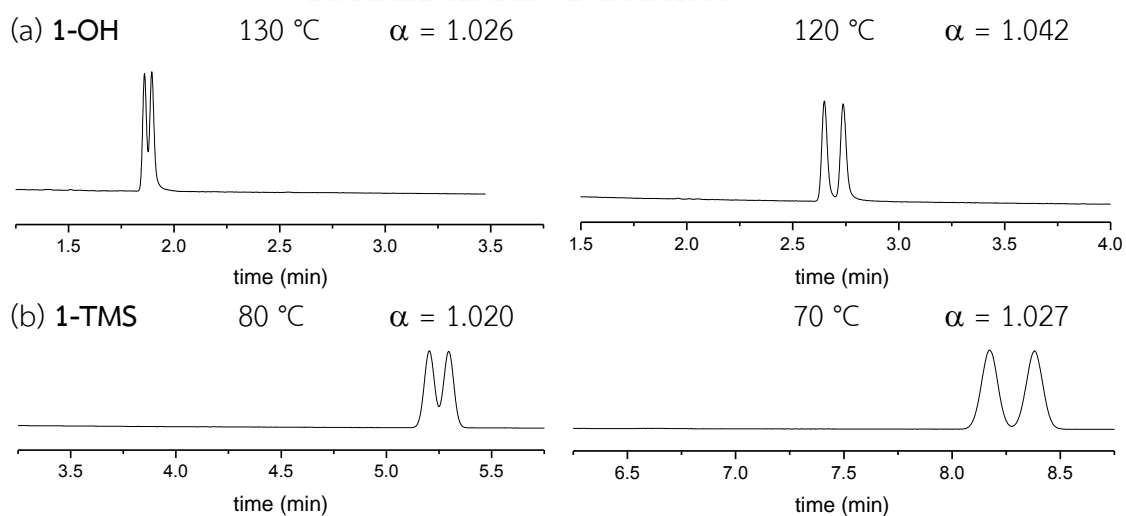 (a) 1-OH 130 °C α = 1.026 120 °C α = 1.042
1.5 2.0 2.5 3.0 3.5
time (min)
1.5 2.0 2.5 3.0 3.5 4.0
time (min)
(b) 1-TMS 80 °C α = 1.020 70 °C α = 1.027
3.5 4.0 4.5 5.0 5.5
time (min)
6.5 7.0 7.5 8.0 8.5
time (min)